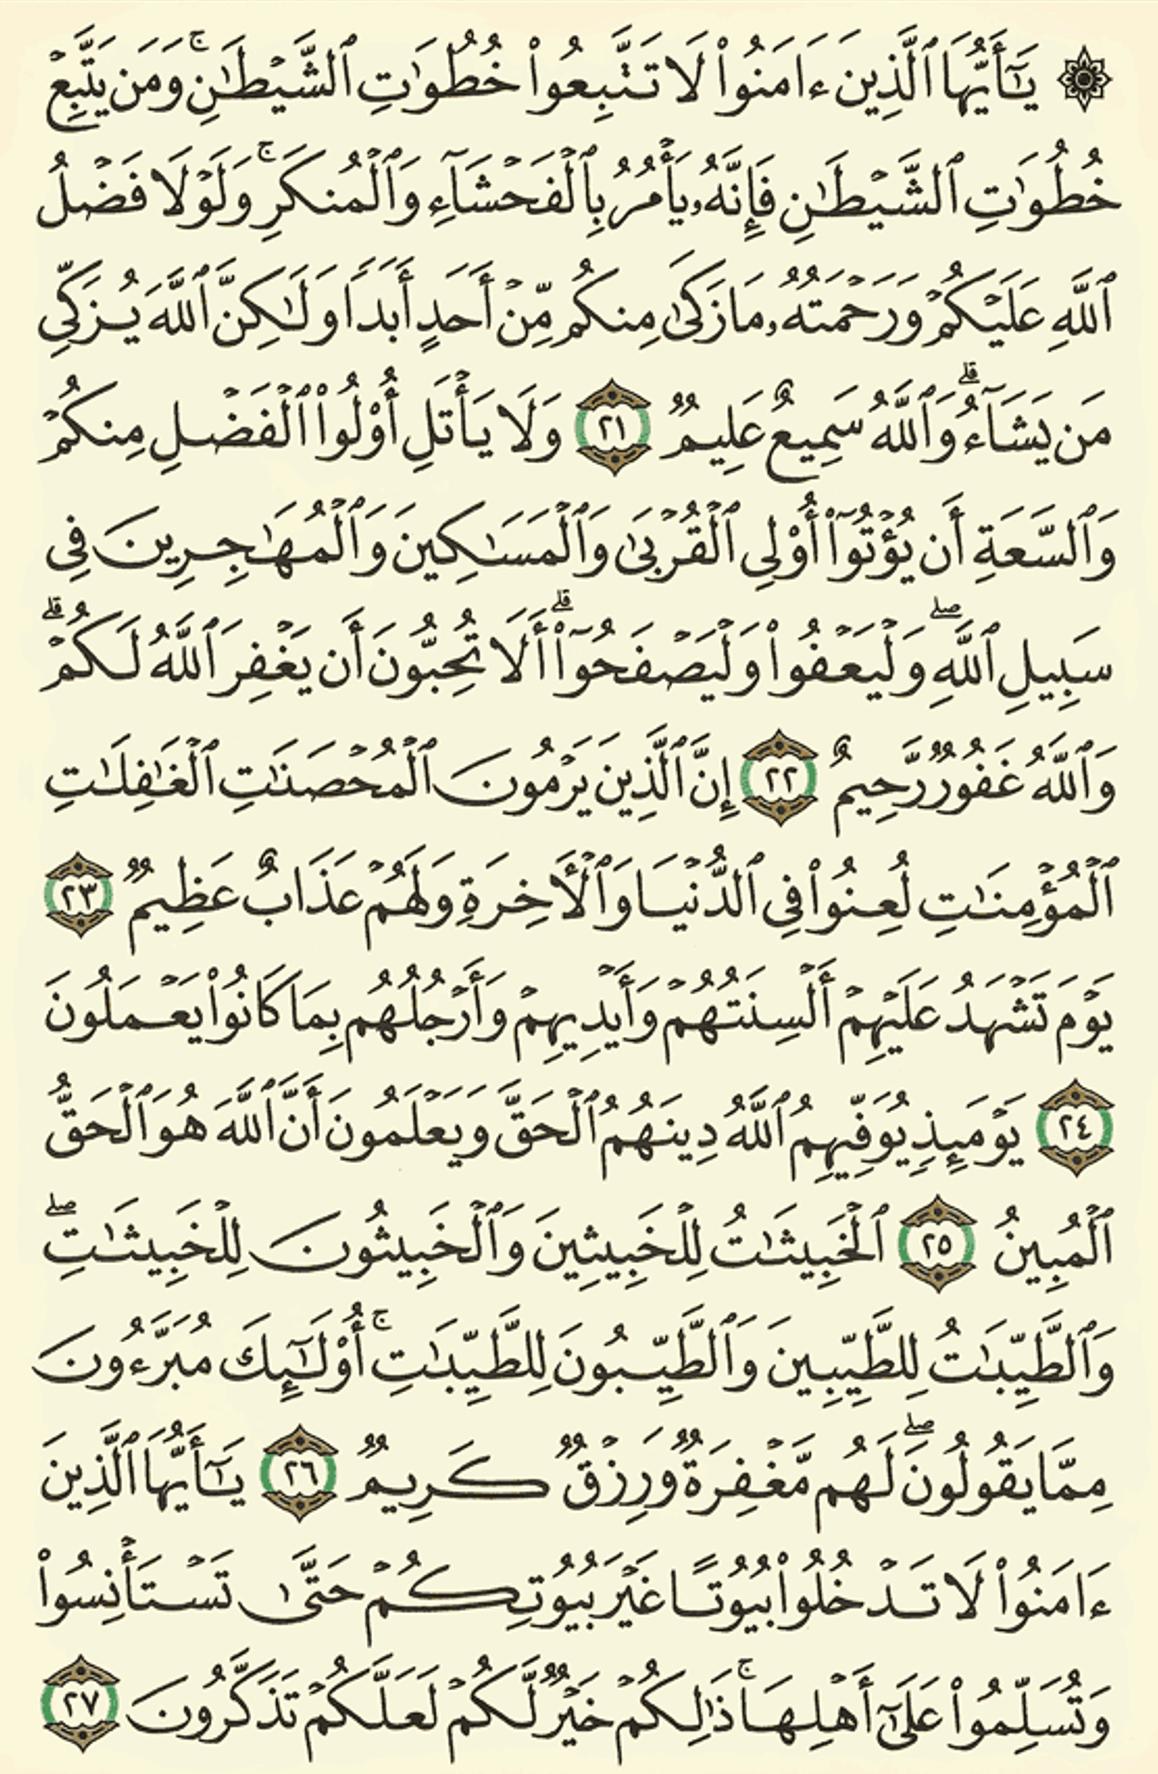 ۞ يَٰٓأَيُّهَا ٱلَّذِينَ ءَامَنُوا۟ لَا تَتَّبِعُوا۟ خُطُوَٰتِ ٱلشَّيْطَٰنِ ۚ وَمَن يَتَّبِعْ
خُطُوَٰتِ ٱلشَّيْطَٰنِ فَإِنَّهُۥ يَأْمُرُ بِٱلْفَحْشَآءِ وَٱلْمُنكَرِ ۚ وَلَوْلَا فَضْلُ
ٱللَّهِ عَلَيْكُمْ وَرَحْمَتُهُۥ مَا زَكَىٰ مِنكُم مِّنْ أَحَدٍ أَبَدًا وَلَٰكِنَّ ٱللَّهَ يُزَكِّى
مَن يَشَآءُ ۗ وَٱللَّهُ سَمِيعٌ عَلِيمٌ ٢١ وَلَا يَأْتَلِ أُو۟لُوا۟ ٱلْفَضْلِ مِنكُمْ
وَٱلسَّعَةِ أَن يُؤْتُوٓا۟ أُو۟لِى ٱلْقُرْبَىٰ وَٱلْمَسَٰكِينَ وَٱلْمُهَٰجِرِينَ فِى
سَبِيلِ ٱللَّهِ ۖ وَلْيَعْفُوا۟ وَلْيَصْفَحُوٓا۟ ۗ أَلَا تُحِبُّونَ أَن يَغْفِرَ ٱللَّهُ لَكُمْ ۗ
وَٱللَّهُ غَفُورٌ رَّحِيمٌ ٢٢ إِنَّ ٱلَّذِينَ يَرْمُونَ ٱلْمُحْصَنَٰتِ ٱلْغَٰفِلَٰتِ
ٱلْمُؤْمِنَٰتِ لُعِنُوا۟ فِى ٱلدُّنْيَا وَٱلْأَخِرَةِ وَلَهُمْ عَذَابٌ عَظِيمٌ ٢٣
يَوْمَ تَشْهَدُ عَلَيْهِمْ أَلْسِنَتُهُمْ وَأَيْدِيهِمْ وَأَرْجُلُهُم بِمَا كَانُوا۟ يَعْمَلُونَ
٢٤ يَوْمَئِذٍ يُوَفِّيهِمُ ٱللَّهُ دِينَهُمُ ٱلْحَقَّ وَيَعْلَمُونَ أَنَّ ٱللَّهَ هُوَ ٱلْحَقُّ
ٱلْمُبِينُ ٢٥ ٱلْخَبِيثَٰتُ لِلْخَبِيثِينَ وَٱلْخَبِيثُونَ لِلْخَبِيثَٰتِ ۖ
وَٱلطَّيِّبَٰتُ لِلطَّيِّبِينَ وَٱلطَّيِّبُونَ لِلطَّيِّبَٰتِ ۚ أُو۟لَٰٓئِكَ مُبَرَّءُونَ
مِمَّا يَقُولُونَ ۖ لَهُم مَّغْفِرَةٌ وَرِزْقٌ كَرِيمٌ ٢٦ يَٰٓأَيُّهَا ٱلَّذِينَ
ءَامَنُوا۟ لَا تَدْخُلُوا۟ بُيُوتًا غَيْرَ بُيُوتِكُمْ حَتَّىٰ تَسْتَأْنِسُوا۟
وَتُسَلِّمُوا۟ عَلَىٰٓ أَهْلِهَا ۚ ذَٰلِكُمْ خَيْرٌ لَّكُمْ لَعَلَّكُمْ تَذَكَّرُونَ ٢٧